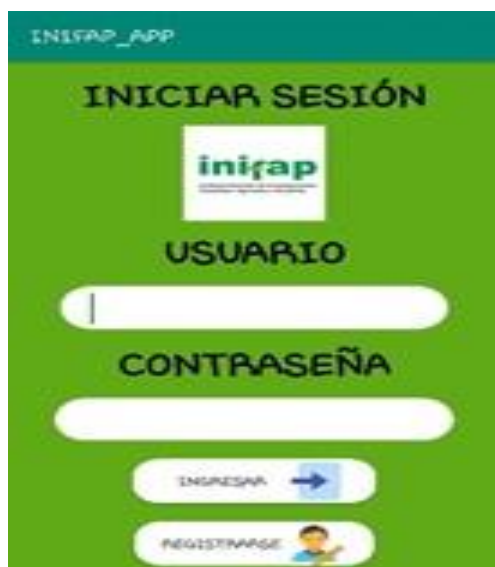 INIFAP_APP
INICIAR SESIÓN
inifap
USUARIO
CONTRASEÑA
INGRESAR
REGISTRARSE